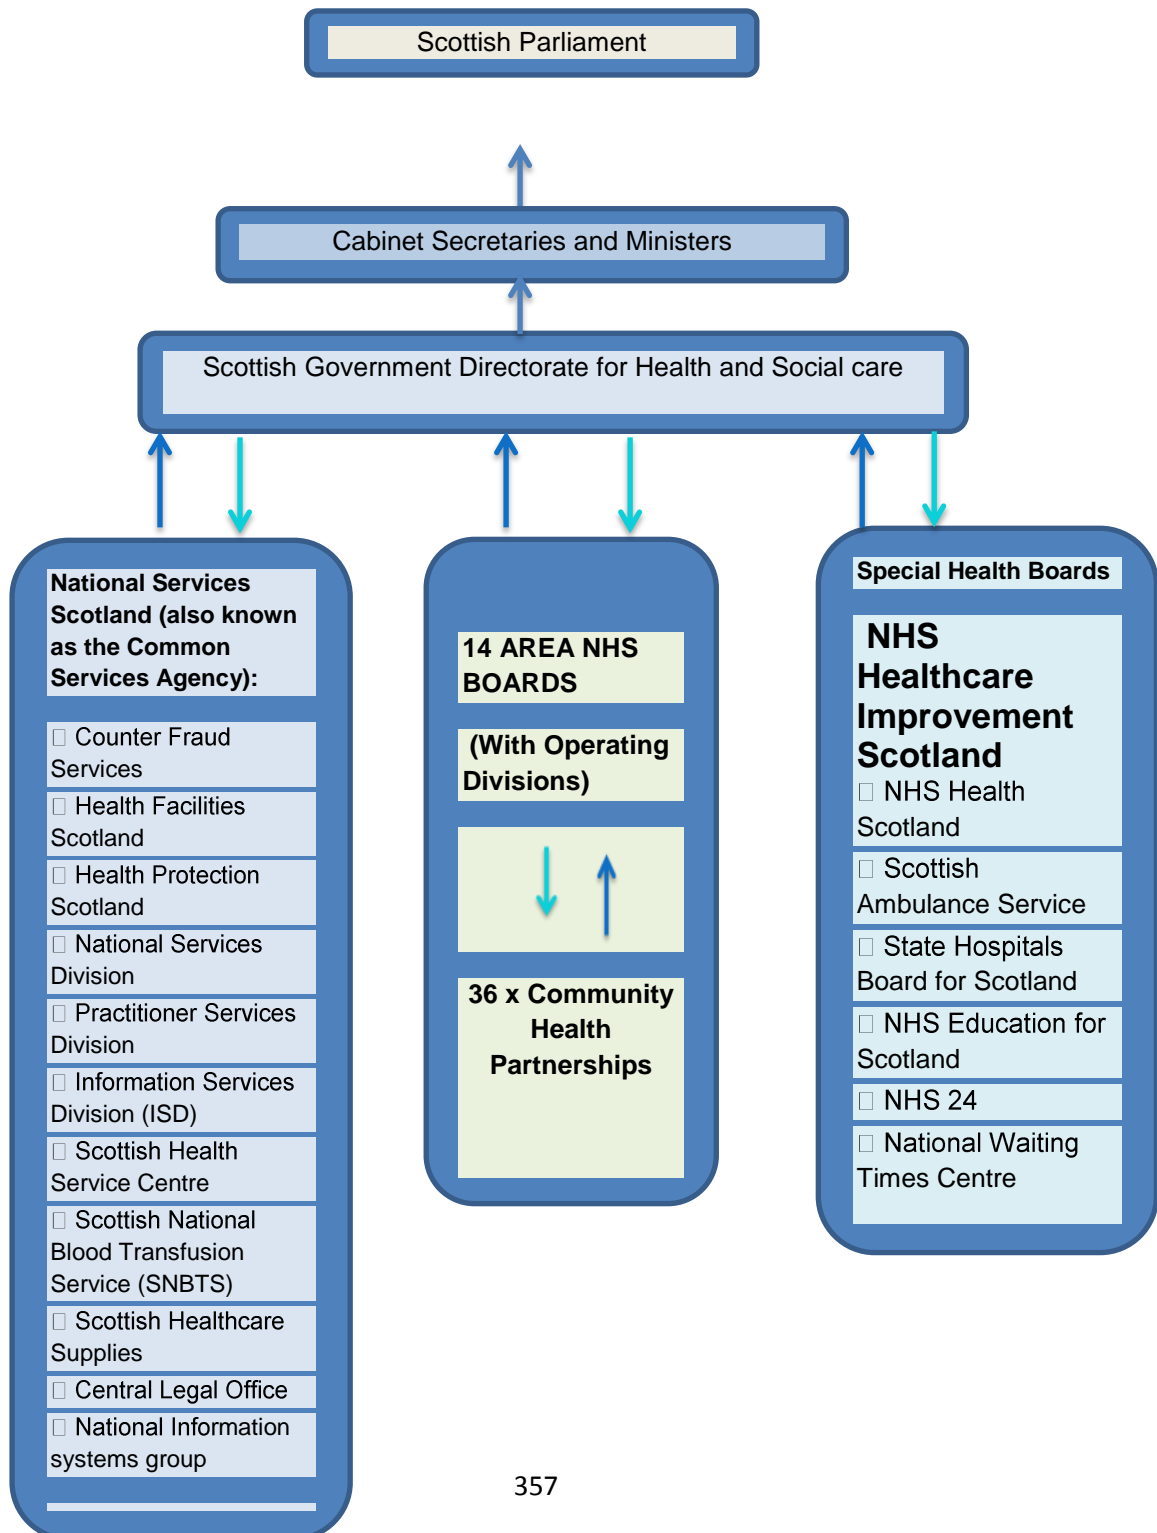 Scottish Parliament
Cabinet Secretaries and Ministers
Scottish Government Directorate for Health and Social care
National Services
Scotland (also known
as the Common
Services Agency):
□ Counter Fraud
Services
□ Health Facilities
Scotland
□ Health Protection
Scotland
□ National Services
Division
□ Practitioner Services
Division
□ Information Services
Division (ISD)
□ Scottish Health
Service Centre
□ Scottish National
Blood Transfusion
Service (SNBTS)
□ Scottish Healthcare
Supplies
□ Central Legal Office
□ National Information
systems group
14 AREA NHS
BOARDS
(With Operating
Divisions)
36 x Community
Health
Partnerships
Special Health Boards
NHS
Healthcare
Improvement
Scotland
□ NHS Health
Scotland
□ Scottish
Ambulance Service
□ State Hospitals
Board for Scotland
□ NHS Education for
Scotland
□ NHS 24
□ National Waiting
Times Centre
357